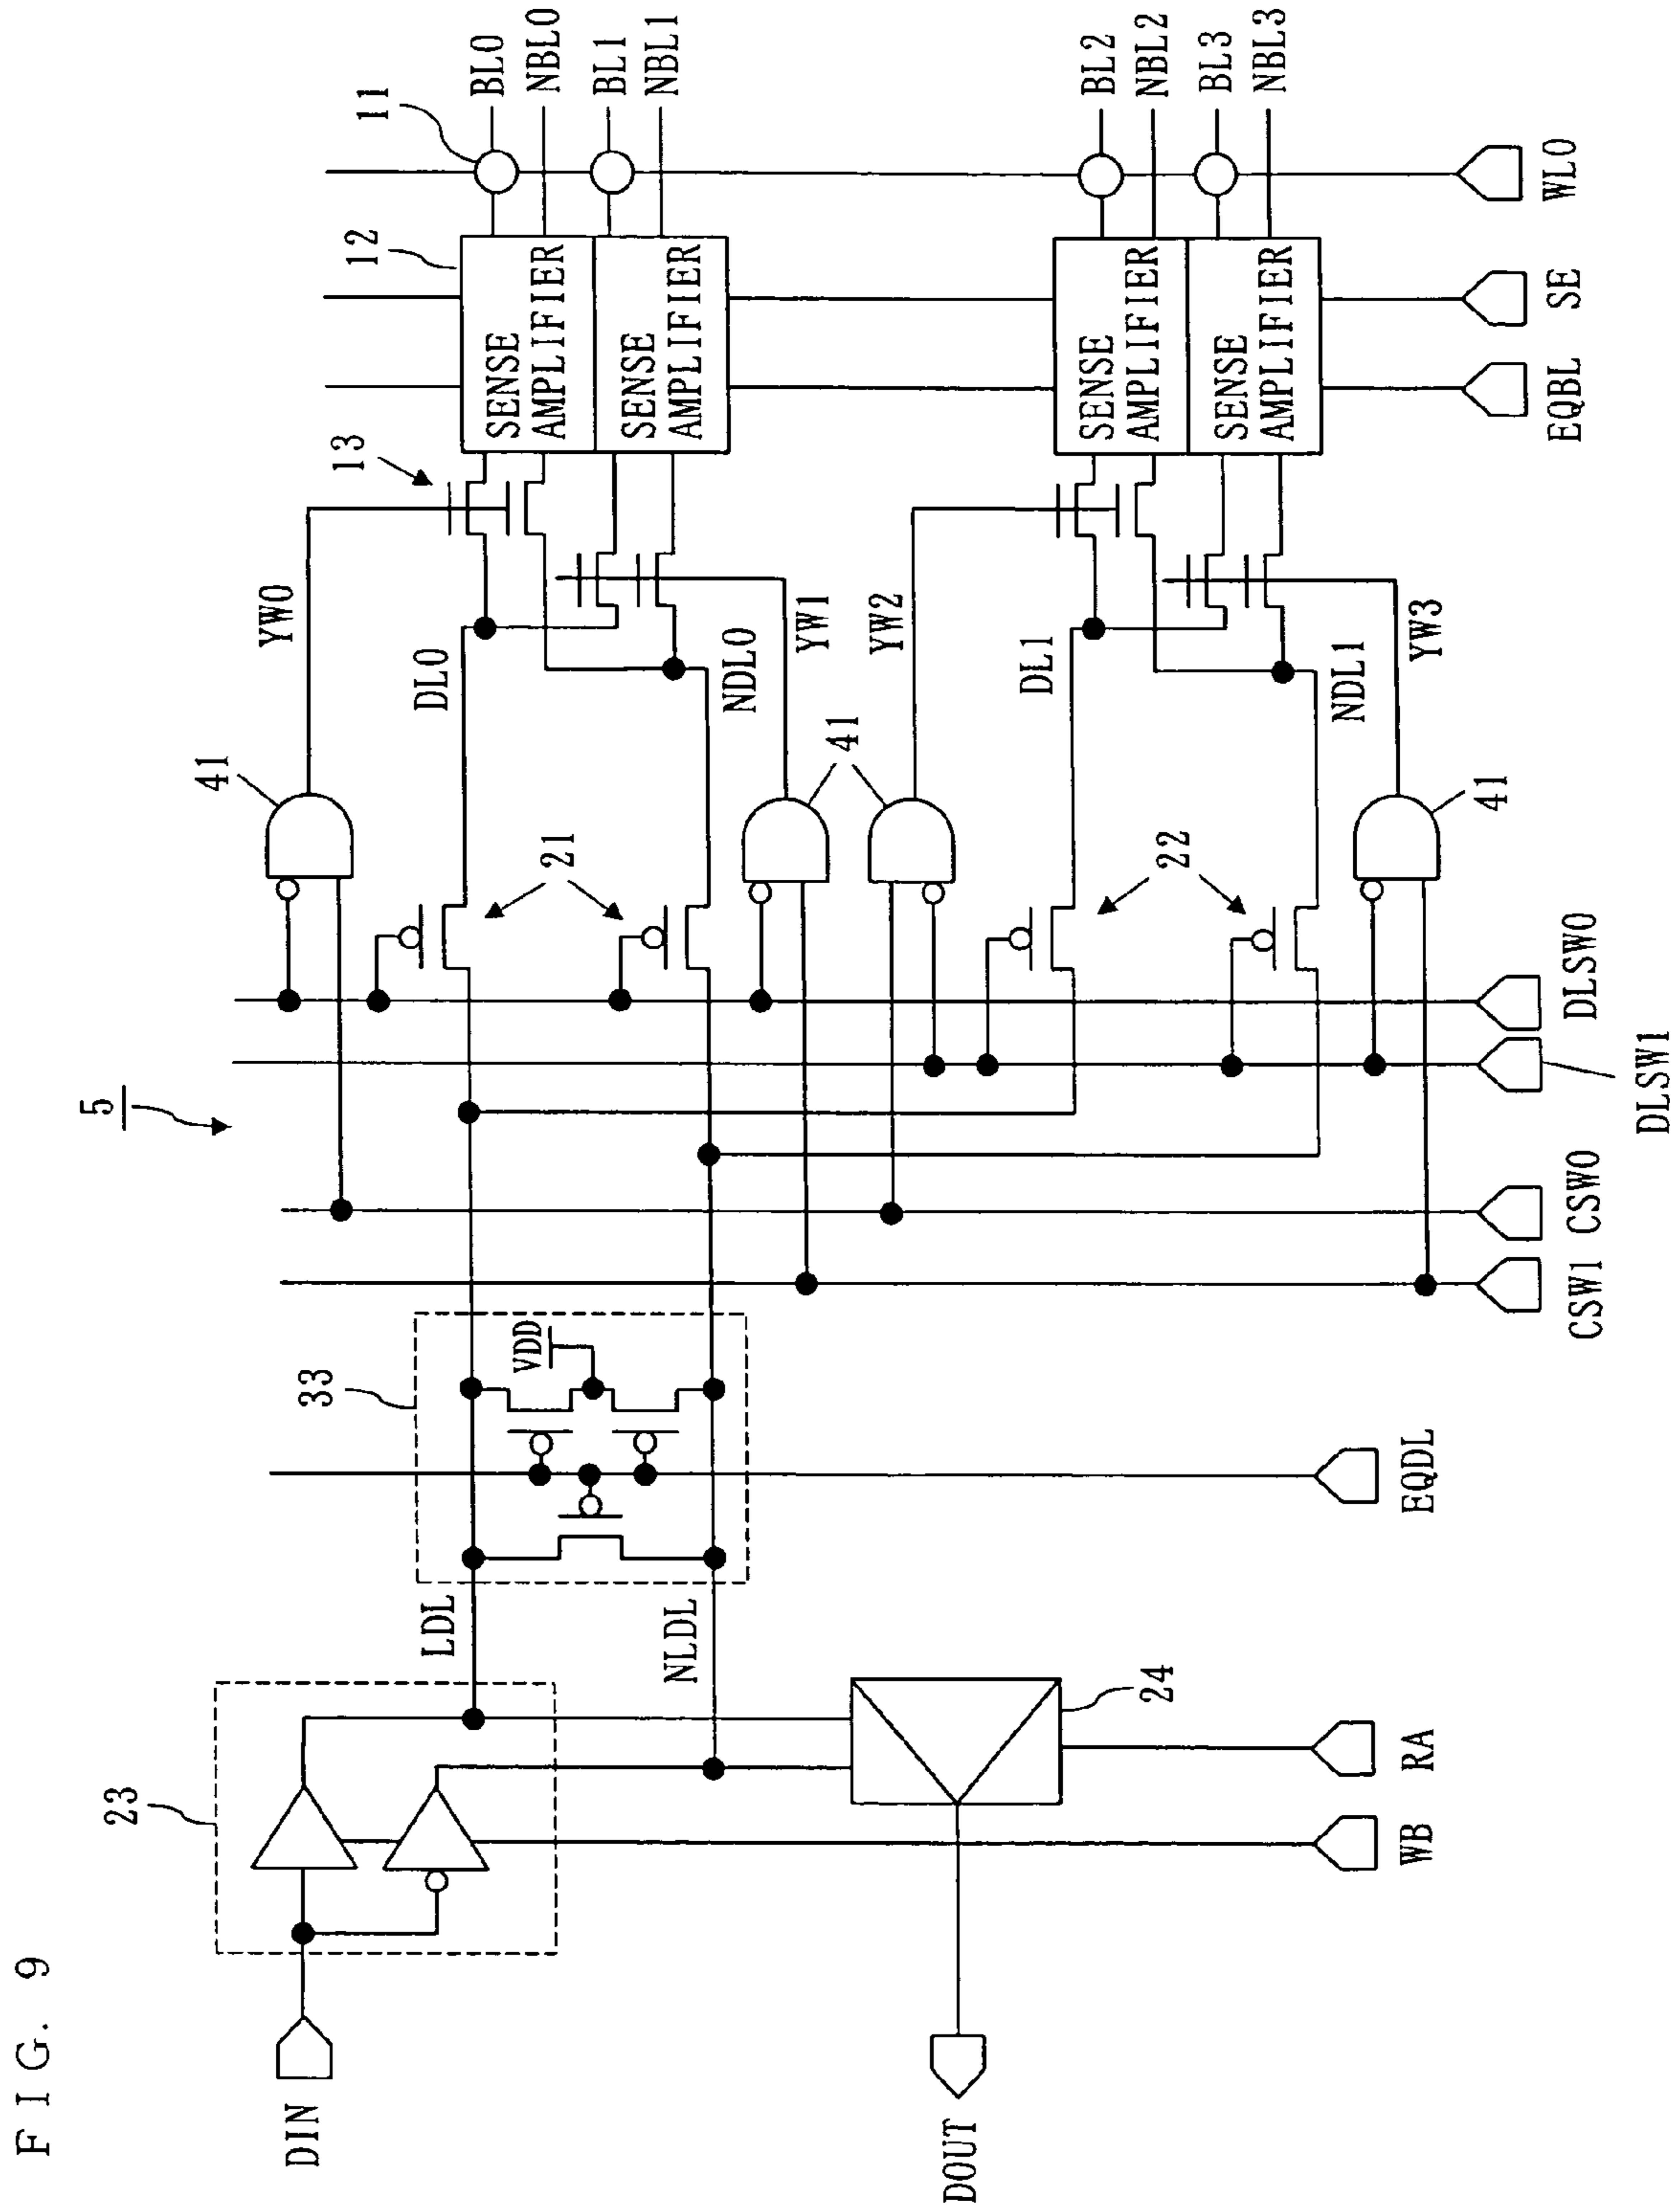 FIG. 9
5
DIN
23
DOUT
LDL
NLDL
24
33
VDD
WB
RA
EQDL
CSW1
CSW0
DLSW1
DLSW0
41
21
41
22
41
YW0
DL0
NDL0
YW1
YW2
DL1
NDL1
YW3
13
12
11
SENSE
AMPLIFIER
SENSE
AMPLIFIER
SENSE
AMPLIFIER
SENSE
AMPLIFIER
EQBL
SE
WL0
BL0
NBL0
BL1
NBL1
BL2
NBL2
BL3
NBL3